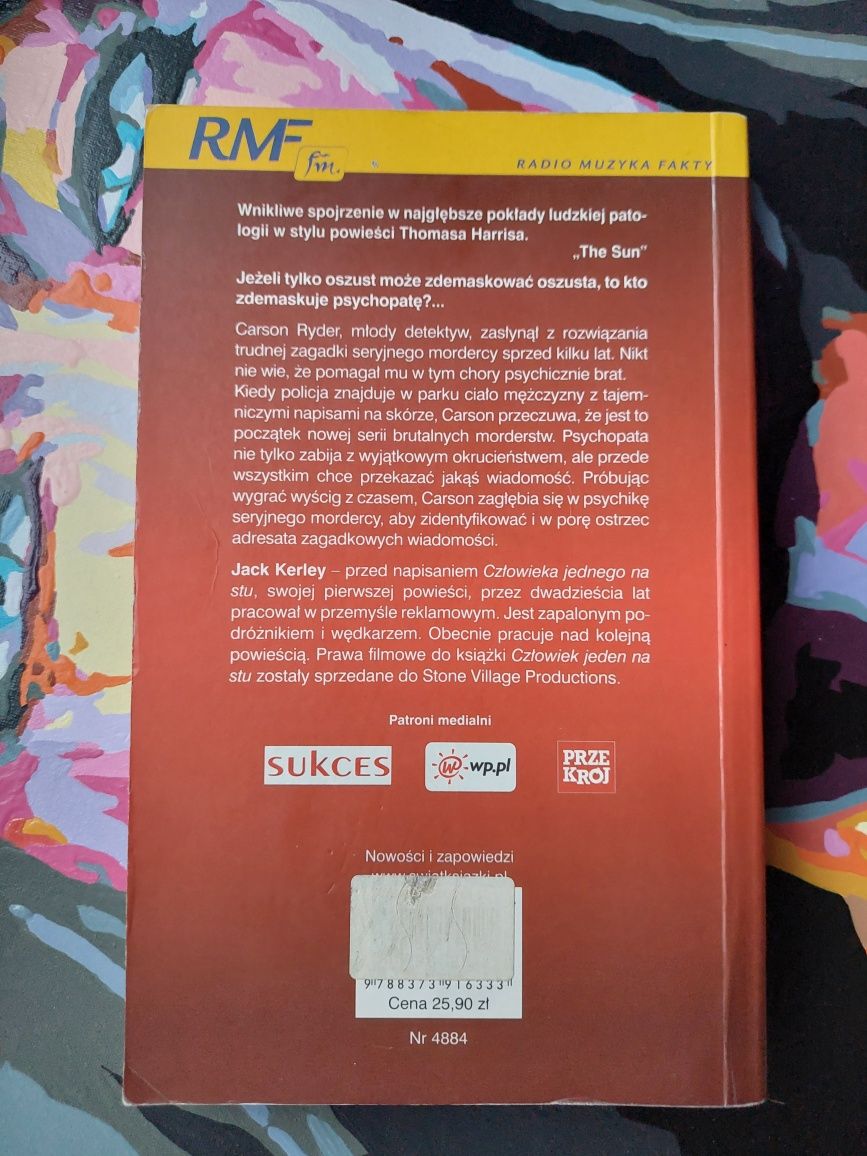 RMF
fm.
RADIO MUZYKA FAKTY
Wnikliwe spojrzenie w najgłębsze pokłady ludzkiej pato-
logii w stylu powieści Thomasa Harrisa.
„The Sun”
Jeżeli tylko oszust może zdemaskować oszusta, to kto
zdemaskuje psychopatę?...
Carson Ryder, młody detektyw, zasłynął z rozwiązania
trudnej zagadki seryjnego mordercy sprzed kilku lat. Nikt
nie wie, że pomagał mu w tym chory psychicznie brat.
Kiedy policja znajduje w parku ciało mężczyzny z tajem-
niczymi napisami na skórze, Carson przeczuwa, że jest to
początek nowej serii brutalnych morderstw. Psychopata
nie tylko zabija z wyjątkowym okrucieństwem, ale przede
wszystkim chce przekazać jakąś wiadomość. Próbując
wygrać wyścig z czasem, Carson zagłębia się w psychikę
seryjnego mordercy, aby zidentyfikować i w porę ostrzec
adresata zagadkowych wiadomości.
Jack Kerley – przed napisaniem Człowieka jednego na
stu, swojej pierwszej powieści, przez dwadzieścia lat
pracował w przemyśle reklamowym. Jest zapalonym po-
dróżnikiem i wędkarzem. Obecnie pracuje nad kolejną
powieścią. Prawa filmowe do książki Człowiek jeden na
stu zostały sprzedane do Stone Village Productions.
Patroni medialni
SUKCES
wp.pl
PRZE
KRÓJ
Nowości i zapowiedzi
www.swiatksiazki.pl
9 788373 916333
Cena 25,90 zł
Nr 4884